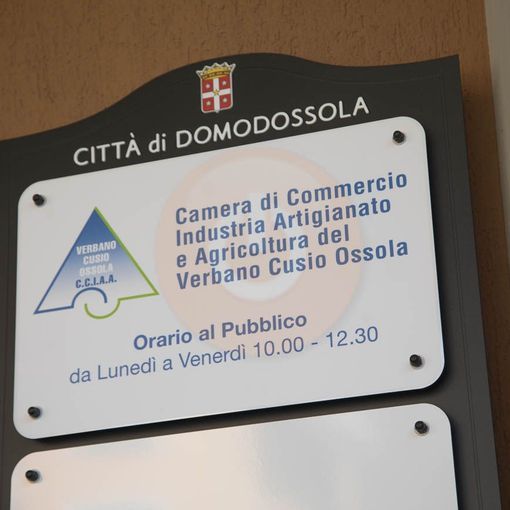 CITTÀ di DOMODOSSOLA
VERBANO
CUSIO
OSSOLA
C.C.I.A.A.
Camera di Commercio
Industria Artigianato
e Agricoltura del
Verbano Cusio Ossola
Orario al Pubblico
da Lunedì a Venerdì 10.00 - 12.30